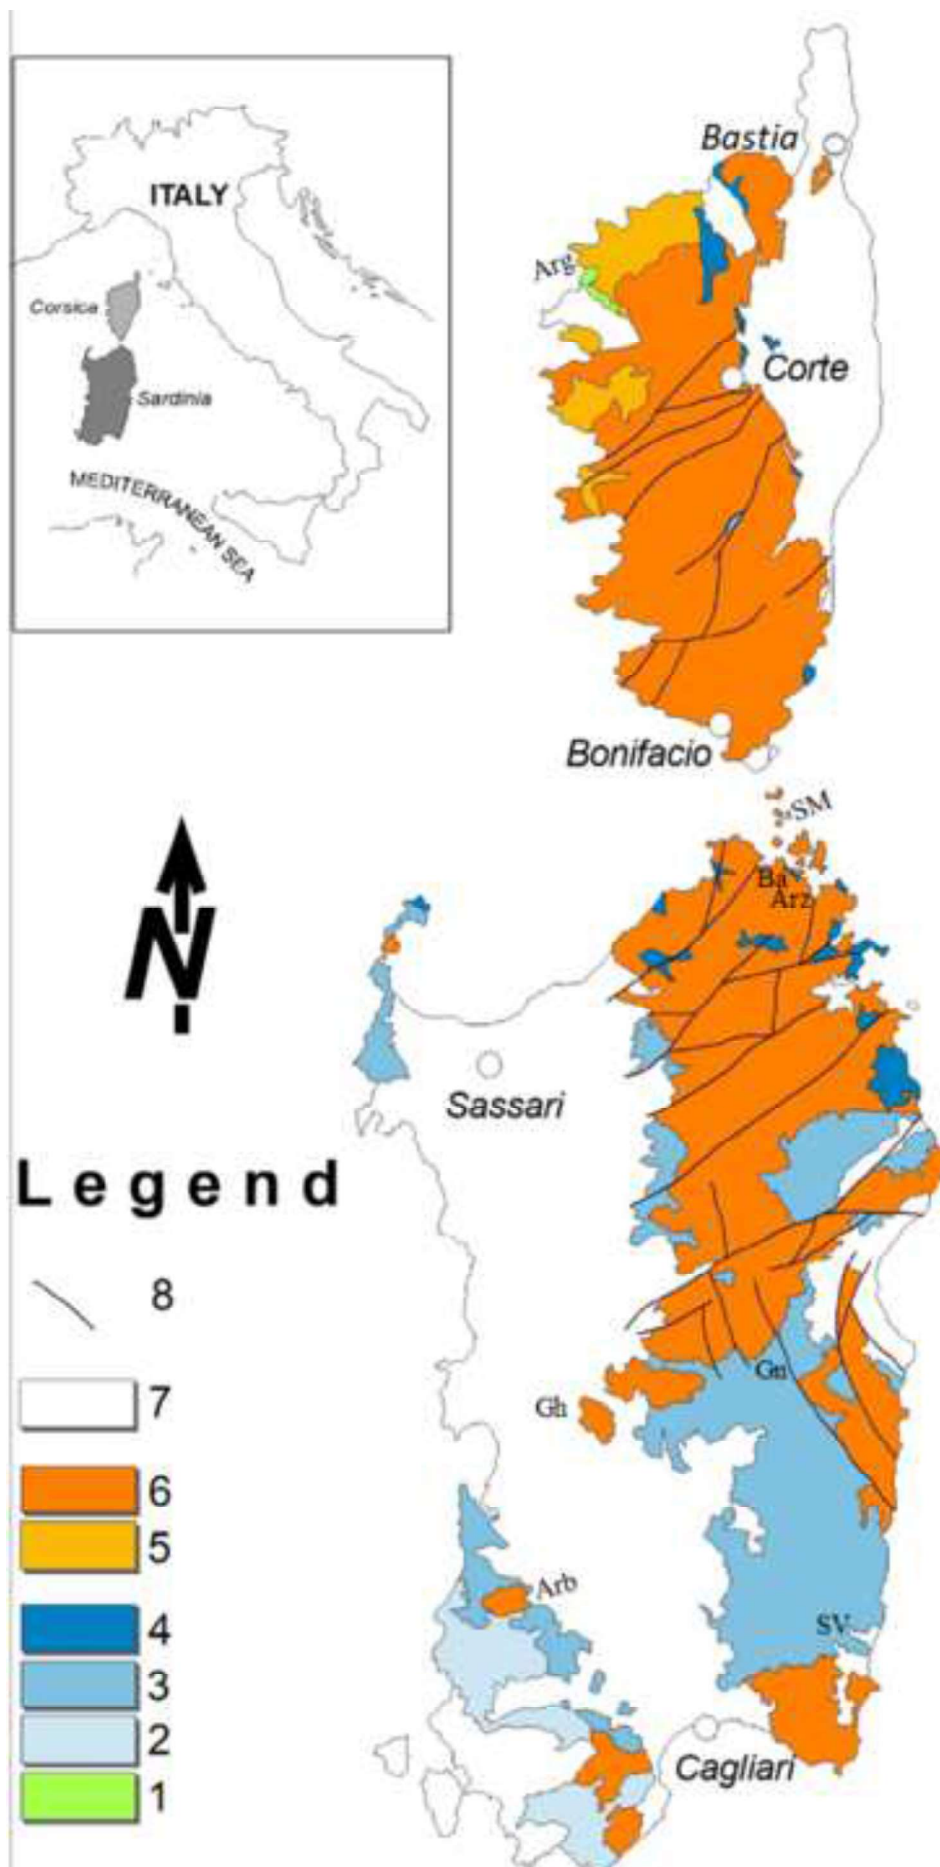 ITALY
Corsica
Sardinia
MEDITERRANEAN SEA
Bastia
Arg
Corte
Bonifacio
SM
Ba
Arz
N
Sassari
Legend
8
7
6
5
4
3
2
1
Gn
Gh
Arb
SV
Cagliari